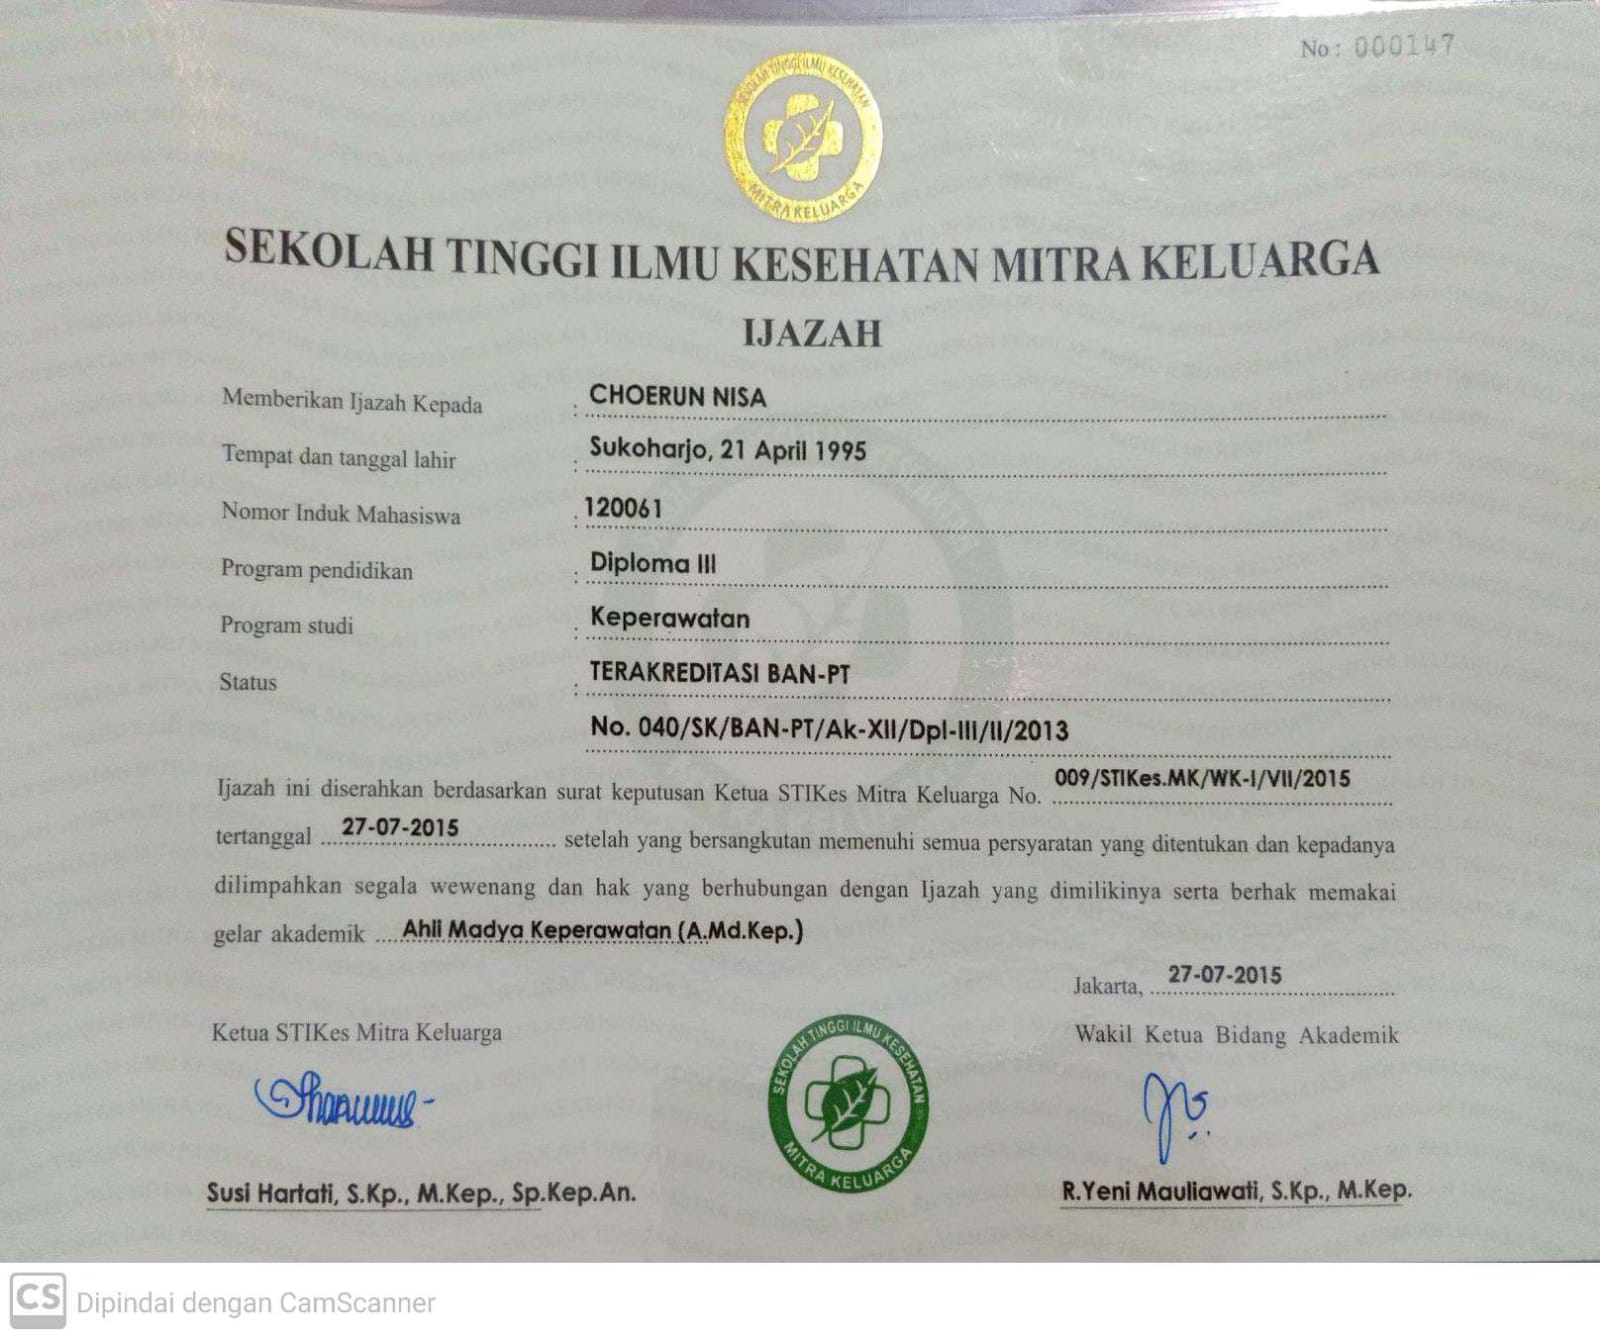 No : 000147
SEKOLAH TINGGI ILMU KESEHATAN
MITRA KELUARGA
SEKOLAH TINGGI ILMU KESEHATAN MITRA KELUARGA
IJAZAH
Memberikan Ijazah Kepada : CHOERUN NISA
Tempat dan tanggal lahir : Sukoharjo, 21 April 1995
Nomor Induk Mahasiswa : 120061
Program pendidikan : Diploma III
Program studi : Keperawatan
Status : TERAKREDITASI BAN-PT
No. 040/SK/BAN-PT/Ak-XII/Dpl-III/II/2013
Ijazah ini diserahkan berdasarkan surat keputusan Ketua STIKes Mitra Keluarga No. 009/STIKes.MK/WK-I/VII/2015
tertanggal 27-07-2015 setelah yang bersangkutan memenuhi semua persyaratan yang ditentukan dan kepadanya
dilimpahkan segala wewenang dan hak yang berhubungan dengan Ijazah yang dimilikinya serta berhak memakai
gelar akademik Ahli Madya Keperawatan (A.Md.Kep.)
Jakarta, 27-07-2015
Ketua STIKes Mitra Keluarga
Wakil Ketua Bidang Akademik
SEKOLAH TINGGI ILMU KESEHATAN
MITRA KELUARGA
Susi Hartati, S.Kp., M.Kep., Sp.Kep.An.
R.Yeni Mauliawati, S.Kp., M.Kep.
CS Dipindai dengan CamScanner